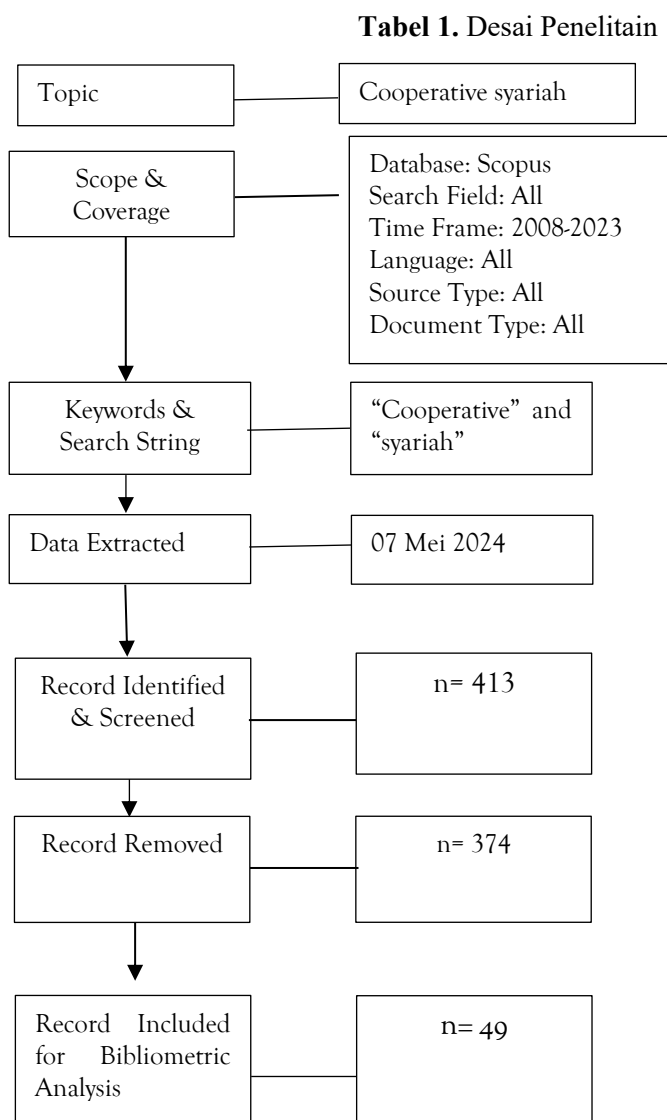 Tabel 1. Desai Penelitain
Topic
Cooperative syariah
Scope &
Coverage
Database: Scopus
Search Field: All
Time Frame: 2008-2023
Language: All
Source Type: All
Document Type: All
Keywords &
Search String
“Cooperative” and
“syariah”
Data Extracted
07 Mei 2024
Record Identified
& Screened
n= 413
Record Removed
n= 374
Record Included
for Bibliometric
Analysis
n= 49